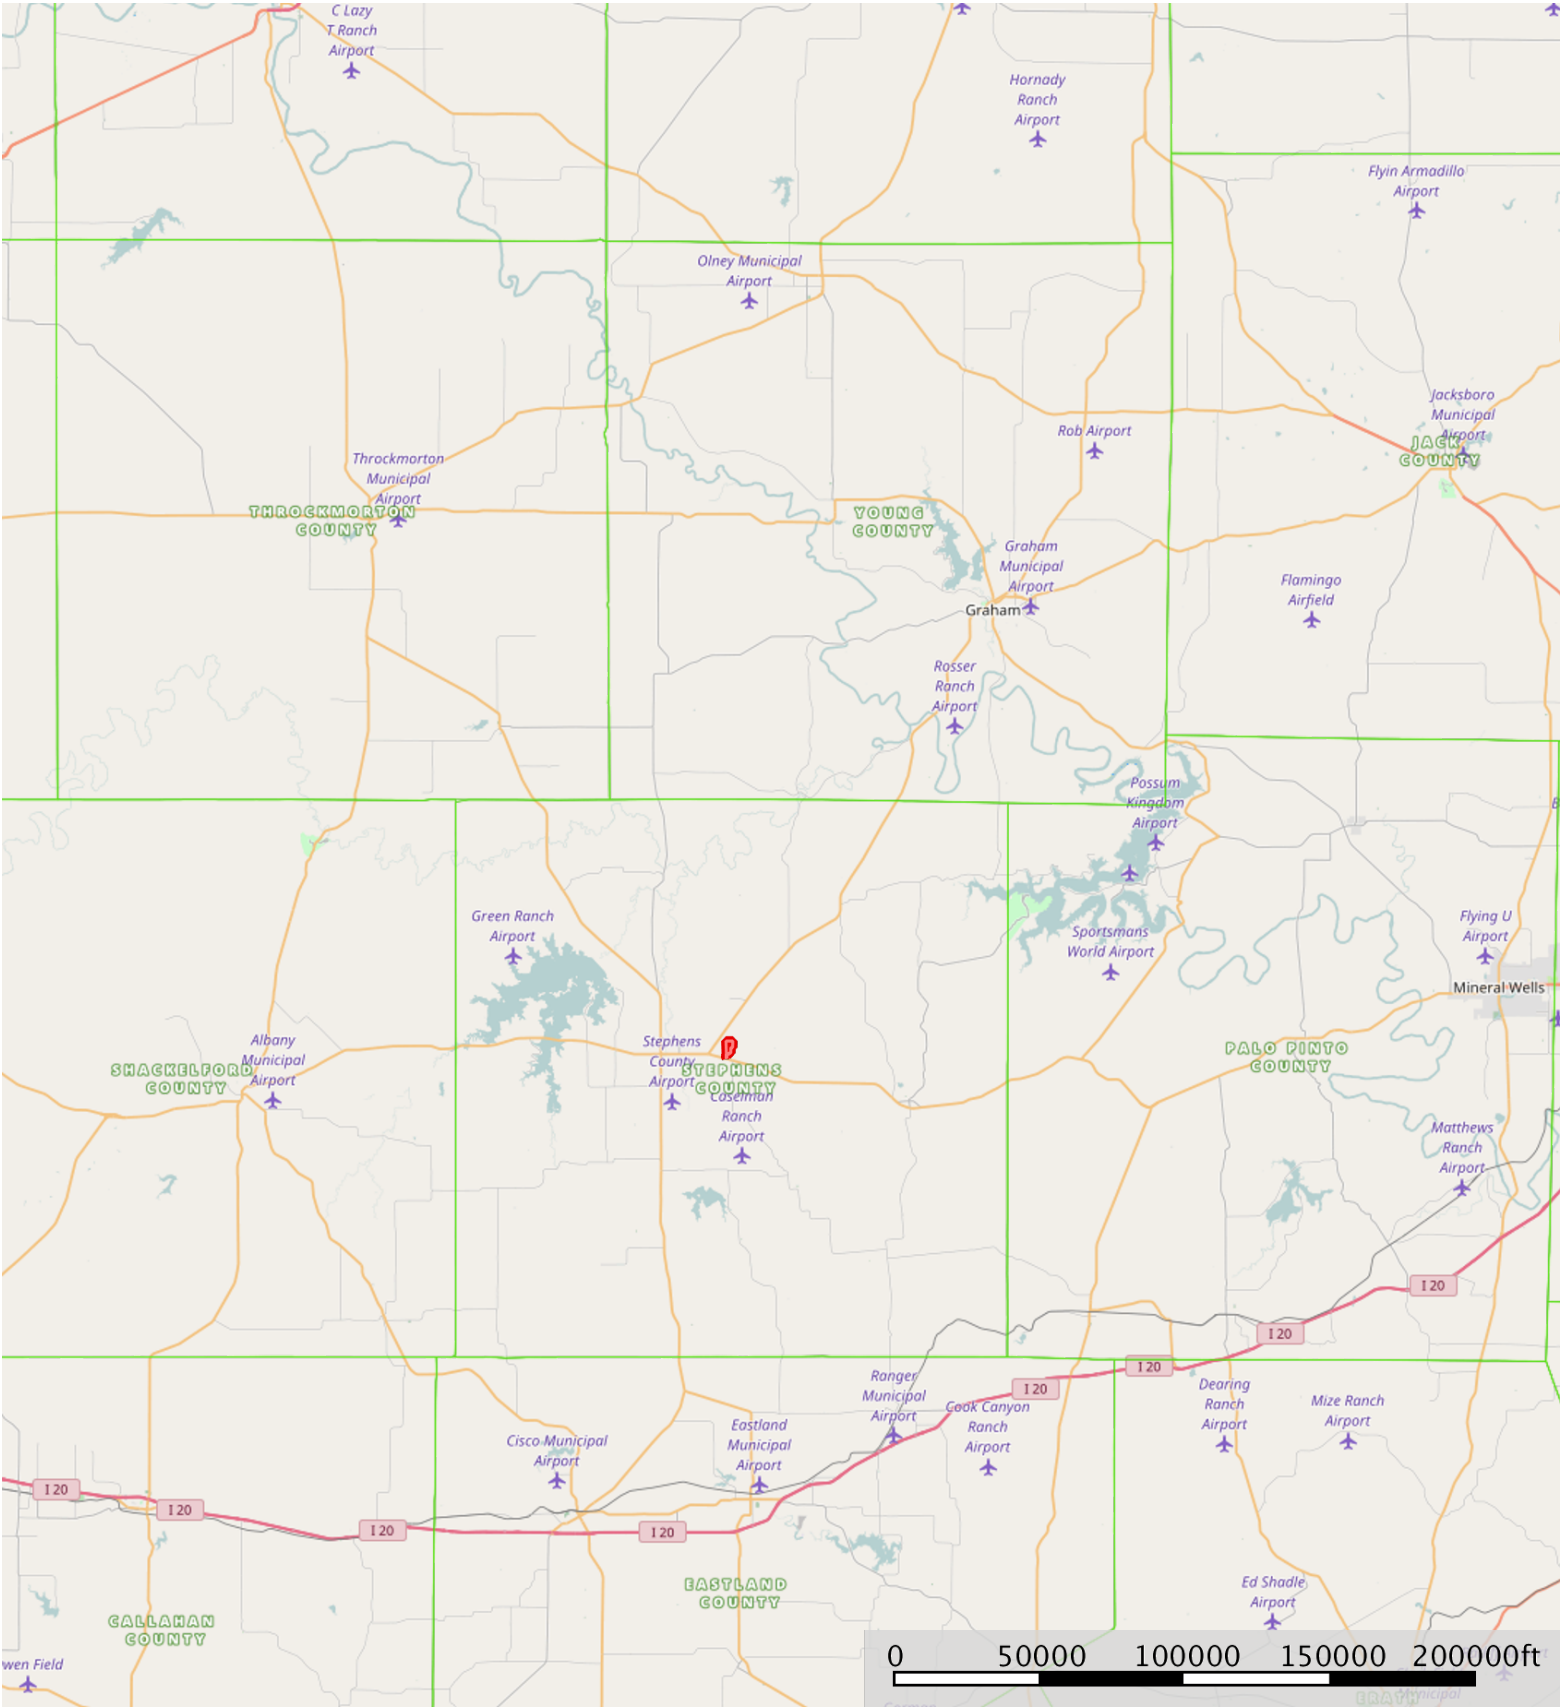 C Lazy
T Ranch
Airport
Hornady
Ranch
Airport
Flyin Armadillo
Airport
Olney Municipal
Airport
Jacksboro
Municipal
Airport
JACK
COUNTY
Rob Airport
Throckmorton
Municipal
Airport
THROCKMORTON
COUNTY
YOUNG
COUNTY
Graham
Municipal
Airport
Graham
Flamingo
Airfield
Rosser
Ranch
Airport
Possum
Kingdom
Airport
Green Ranch
Airport
Sportsmans
World Airport
Flying U
Airport
Mineral Wells
Albany
Municipal
Airport
SHACKELFORD
COUNTY
Stephens
County
Airport
STEPHENS
COUNTY
Caselman
Ranch
Airport
PALO PINTO
COUNTY
Matthews
Ranch
Airport
I 20
I 20
I 20
I 20
Ranger
Municipal
Airport
Cook Canyon
Ranch
Airport
Dearing
Ranch
Airport
Mize Ranch
Airport
Cisco Municipal
Airport
Eastland
Municipal
Airport
I 20
I 20
I 20
I 20
EASTLAND
COUNTY
CALLAHAN
COUNTY
Ed Shadle
Airport
wen Field
0 50000 100000 150000 200000ft
ERATH
Municipal